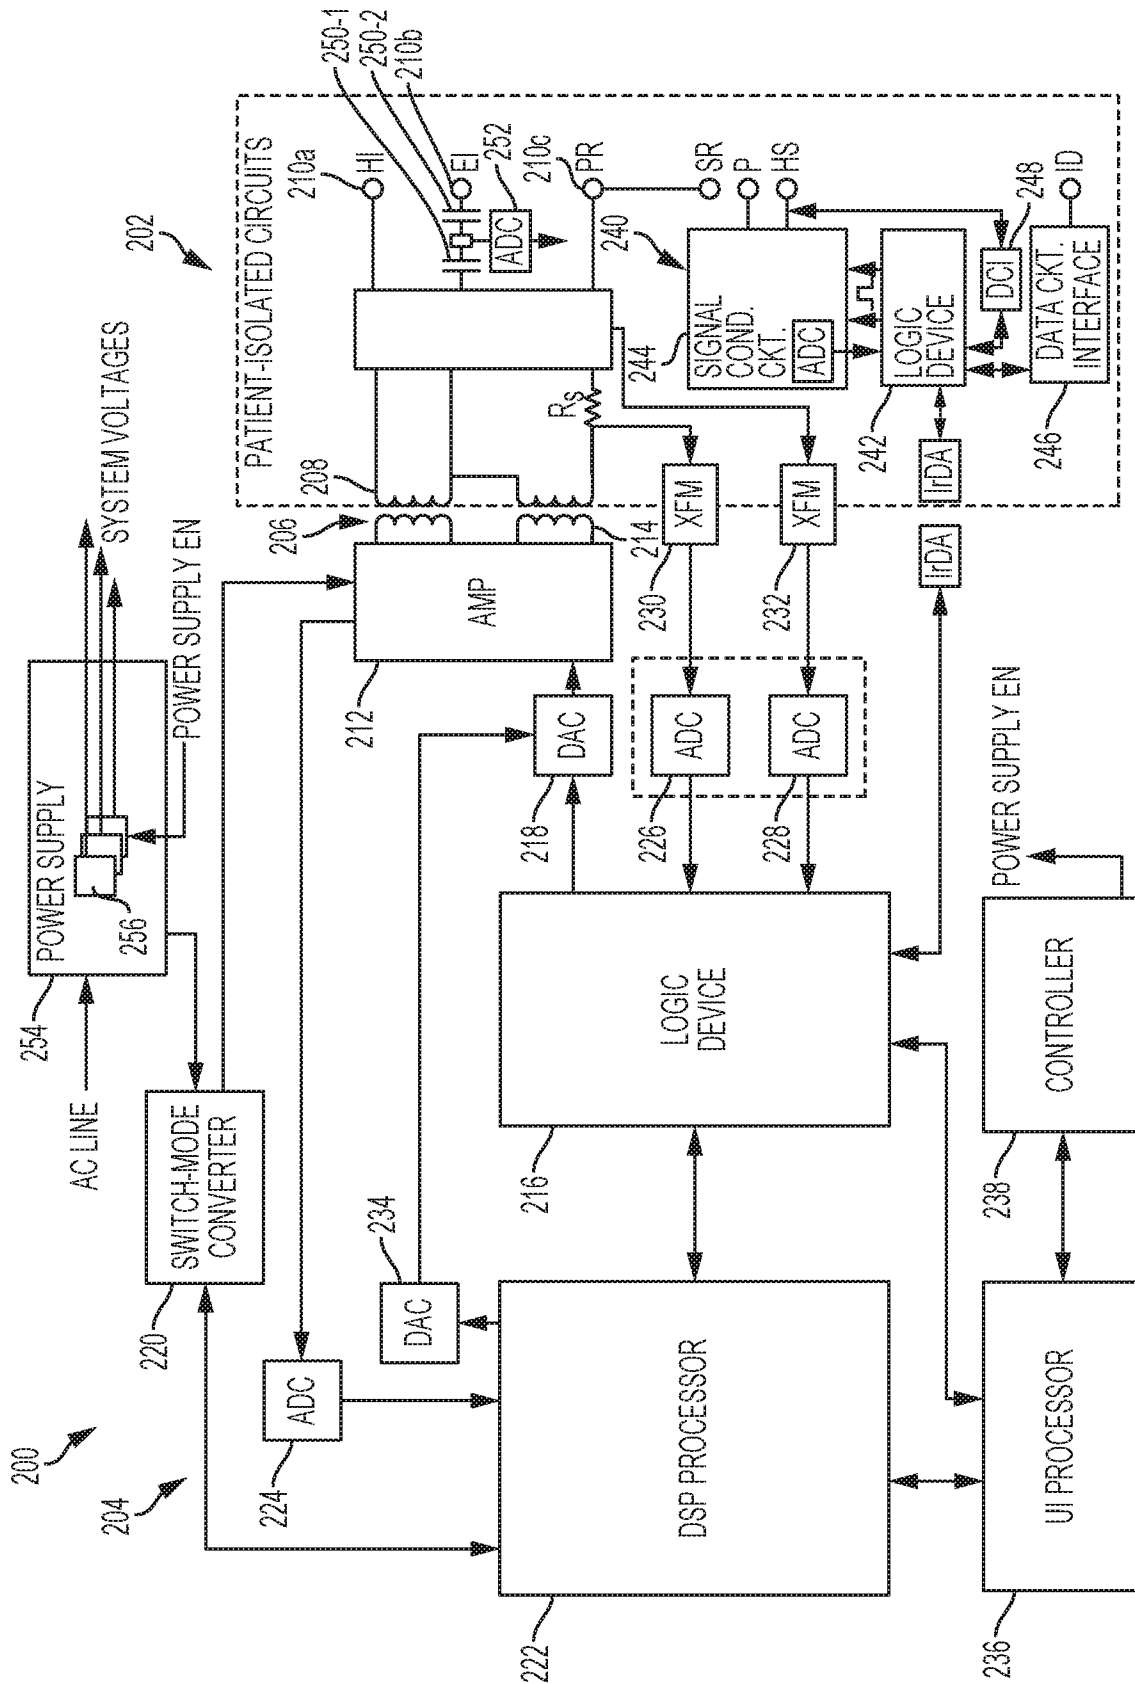 200
204
202
AC LINE
254
POWER SUPPLY
256
SYSTEM VOLTAGES
POWER SUPPLY EN
220
SWITCH-MODE
CONVERTER
224
ADC
234
DAC
212
AMP
206
208
214
PATIENT-ISOLATED CIRCUITS
210a
HI
250-1
250-2
210b
EI
252
ADC
210c
PR
RS
SR
P
HS
240
244
SIGNAL
COND.
CKT.
ADC
242
LOGIC
DEVICE
DCI
248
ID
246
DATA CKT.
INTERFACE
IrDA
IrDA
230
XFM
232
XFM
218
DAC
226
ADC
228
ADC
216
LOGIC
DEVICE
222
DSP PROCESSOR
236
UI PROCESSOR
238
CONTROLLER
POWER SUPPLY EN